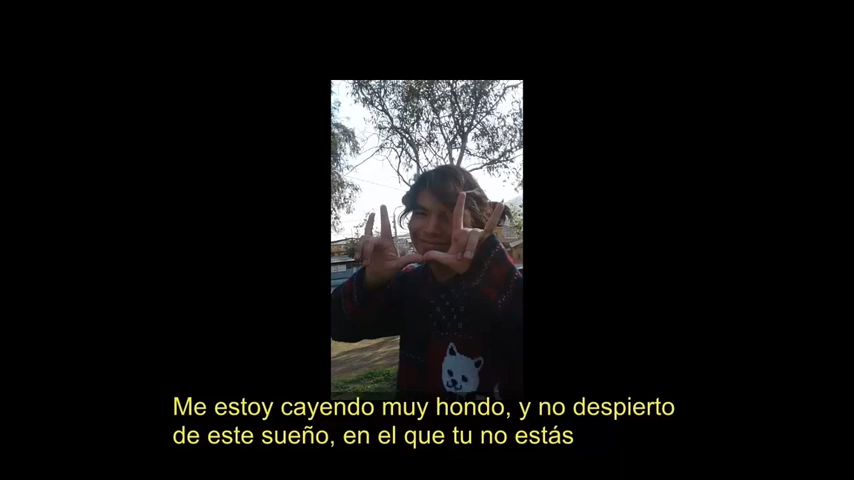 Me estoy cayendo muy hondo, y no despierto
de este sueño, en el que tu no estás